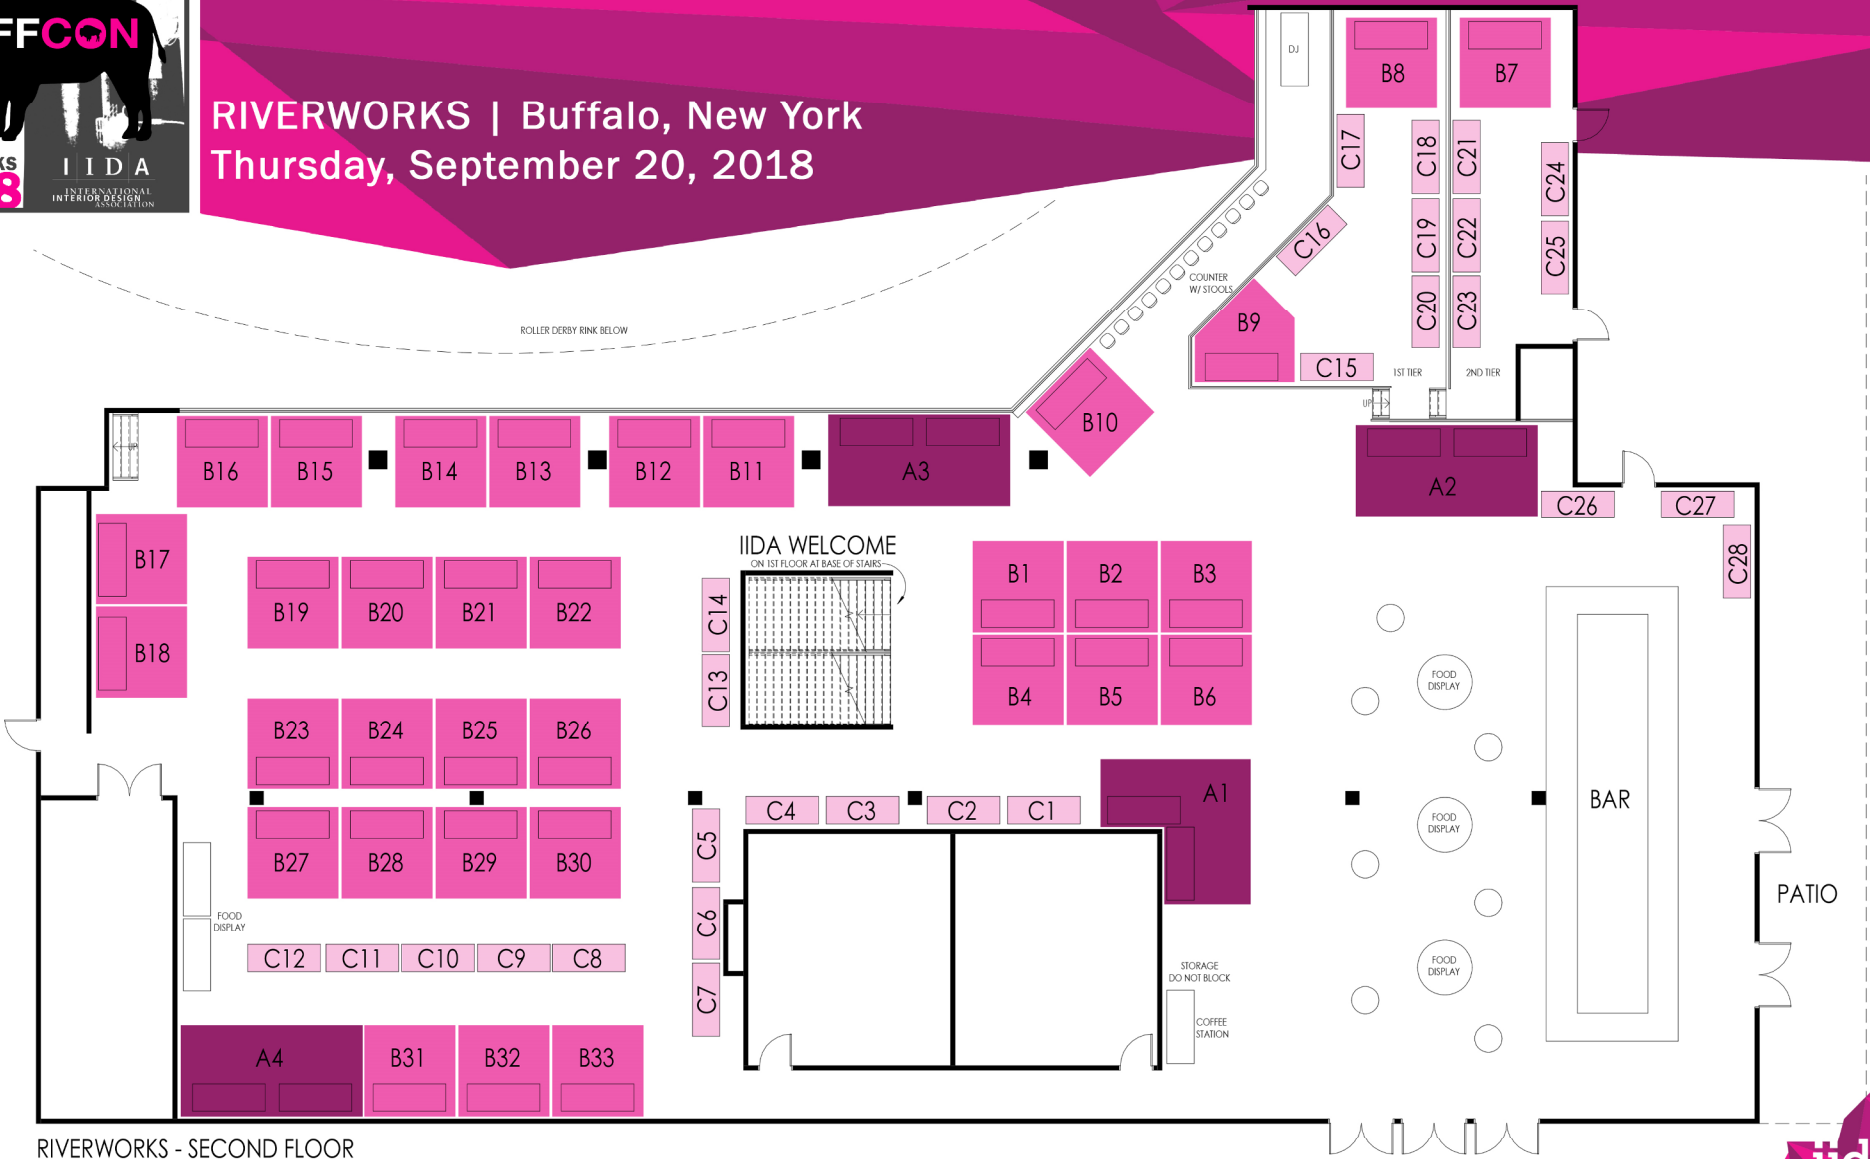 FFCON
KS
8
IIDA
INTERNATIONAL
INTERIOR DESIGN
ASSOCIATION
RIVERWORKS | Buffalo, New York
Thursday, September 20, 2018
DJ
B8
B7
C17
C18
C21
C24
C16
C19
C22
C25
COUNTER
W/ STOOLS
C20
C23
B9
ROLLER DERBY RINK BELOW
C15
1ST TIER
2ND TIER
UP
B10
UP
B16
B15
B14
B13
B12
B11
A3
A2
C26
C27
C28
B17
B18
IIDA WELCOME
ON 1ST FLOOR AT BASE OF STAIRS
B1
B2
B3
B19
B20
B21
B22
C14
C13
B4
B5
B6
FOOD
DISPLAY
B23
B24
B25
B26
C4
C3
C2
C1
A1
BAR
FOOD
DISPLAY
B27
B28
B29
B30
C5
C6
C7
PATIO
FOOD
DISPLAY
C12
C11
C10
C9
C8
FOOD
DISPLAY
STORAGE
DO NOT BLOCK
COFFEE
STATION
A4
B31
B32
B33
RIVERWORKS - SECOND FLOOR
iid